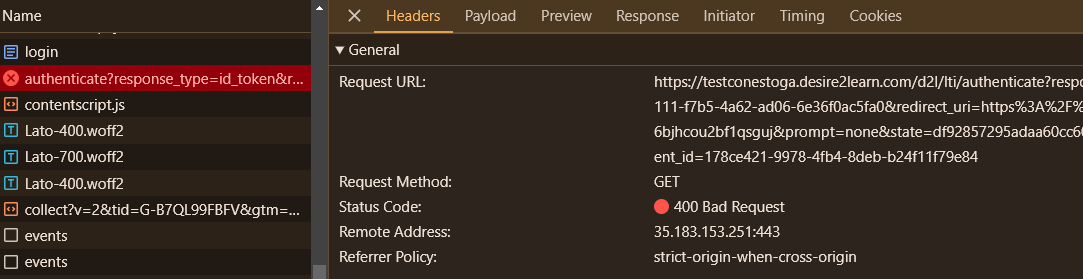 Name
login
authenticate?response_type=id_token&r...
contentscript.js
Lato-400.woff2
Lato-700.woff2
Lato-400.woff2
collect?v=2&tid=G-B7QL99FBFV&gtm=...
events
events
Headers Payload Preview Response Initiator Timing Cookies
General
Request URL: https://testconestoga.desire2learn.com/d2l/lti/authenticate?respo
111-f7b5-4a62-ad06-6e36f0ac5fa0&redirect_uri=https%3A%2F%
6bjhcou2bf1qsguj&prompt=none&state=df92857295adaa60cc6
ent_id=178ce421-9978-4fb4-8deb-b24f11f79e84
Request Method: GET
Status Code: 400 Bad Request
Remote Address: 35.183.153.251:443
Referrer Policy: strict-origin-when-cross-origin